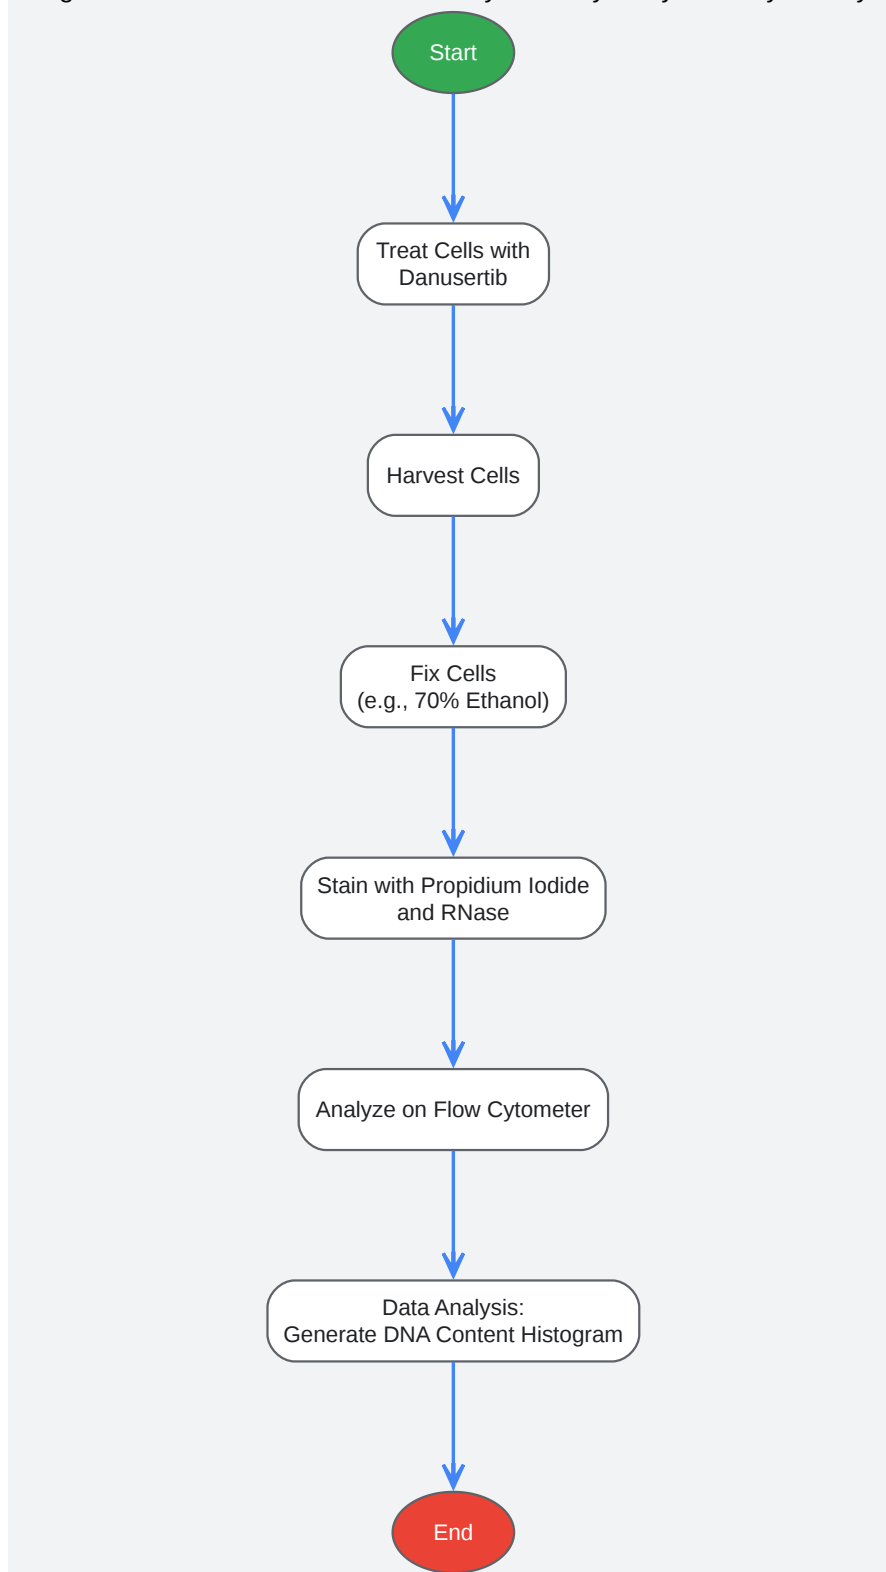 Start
Treat Cells with
Danusertib
Harvest Cells
Fix Cells
(e.g., 70% Ethanol)
Stain with Propidium Iodide
and RNase
Analyze on Flow Cytometer
Data Analysis:
Generate DNA Content Histogram
End